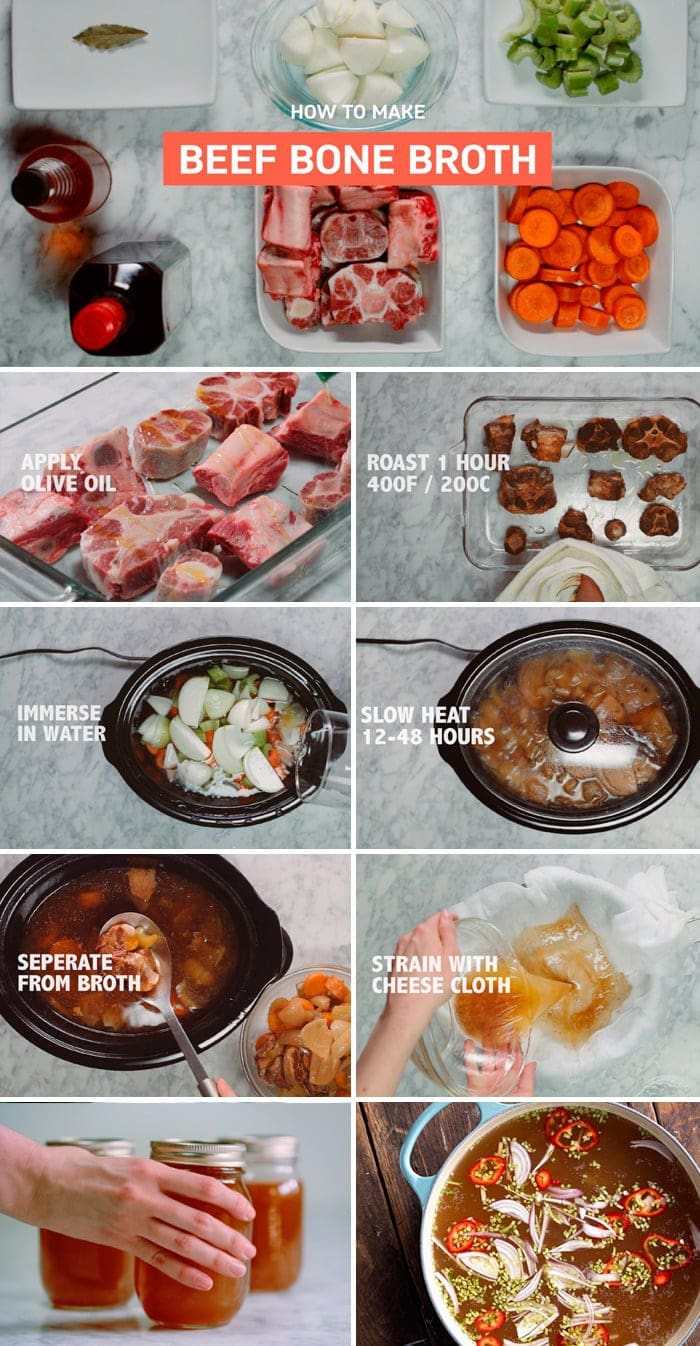 HOW TO MAKE
BEEF BONE BROTH
APPLY
OLIVE OIL
ROAST 1 HOUR
400F / 200C
IMMERSE
IN WATER
SLOW HEAT
12-48 HOURS
SEPERATE
FROM BROTH
STRAIN WITH
CHEESE CLOTH